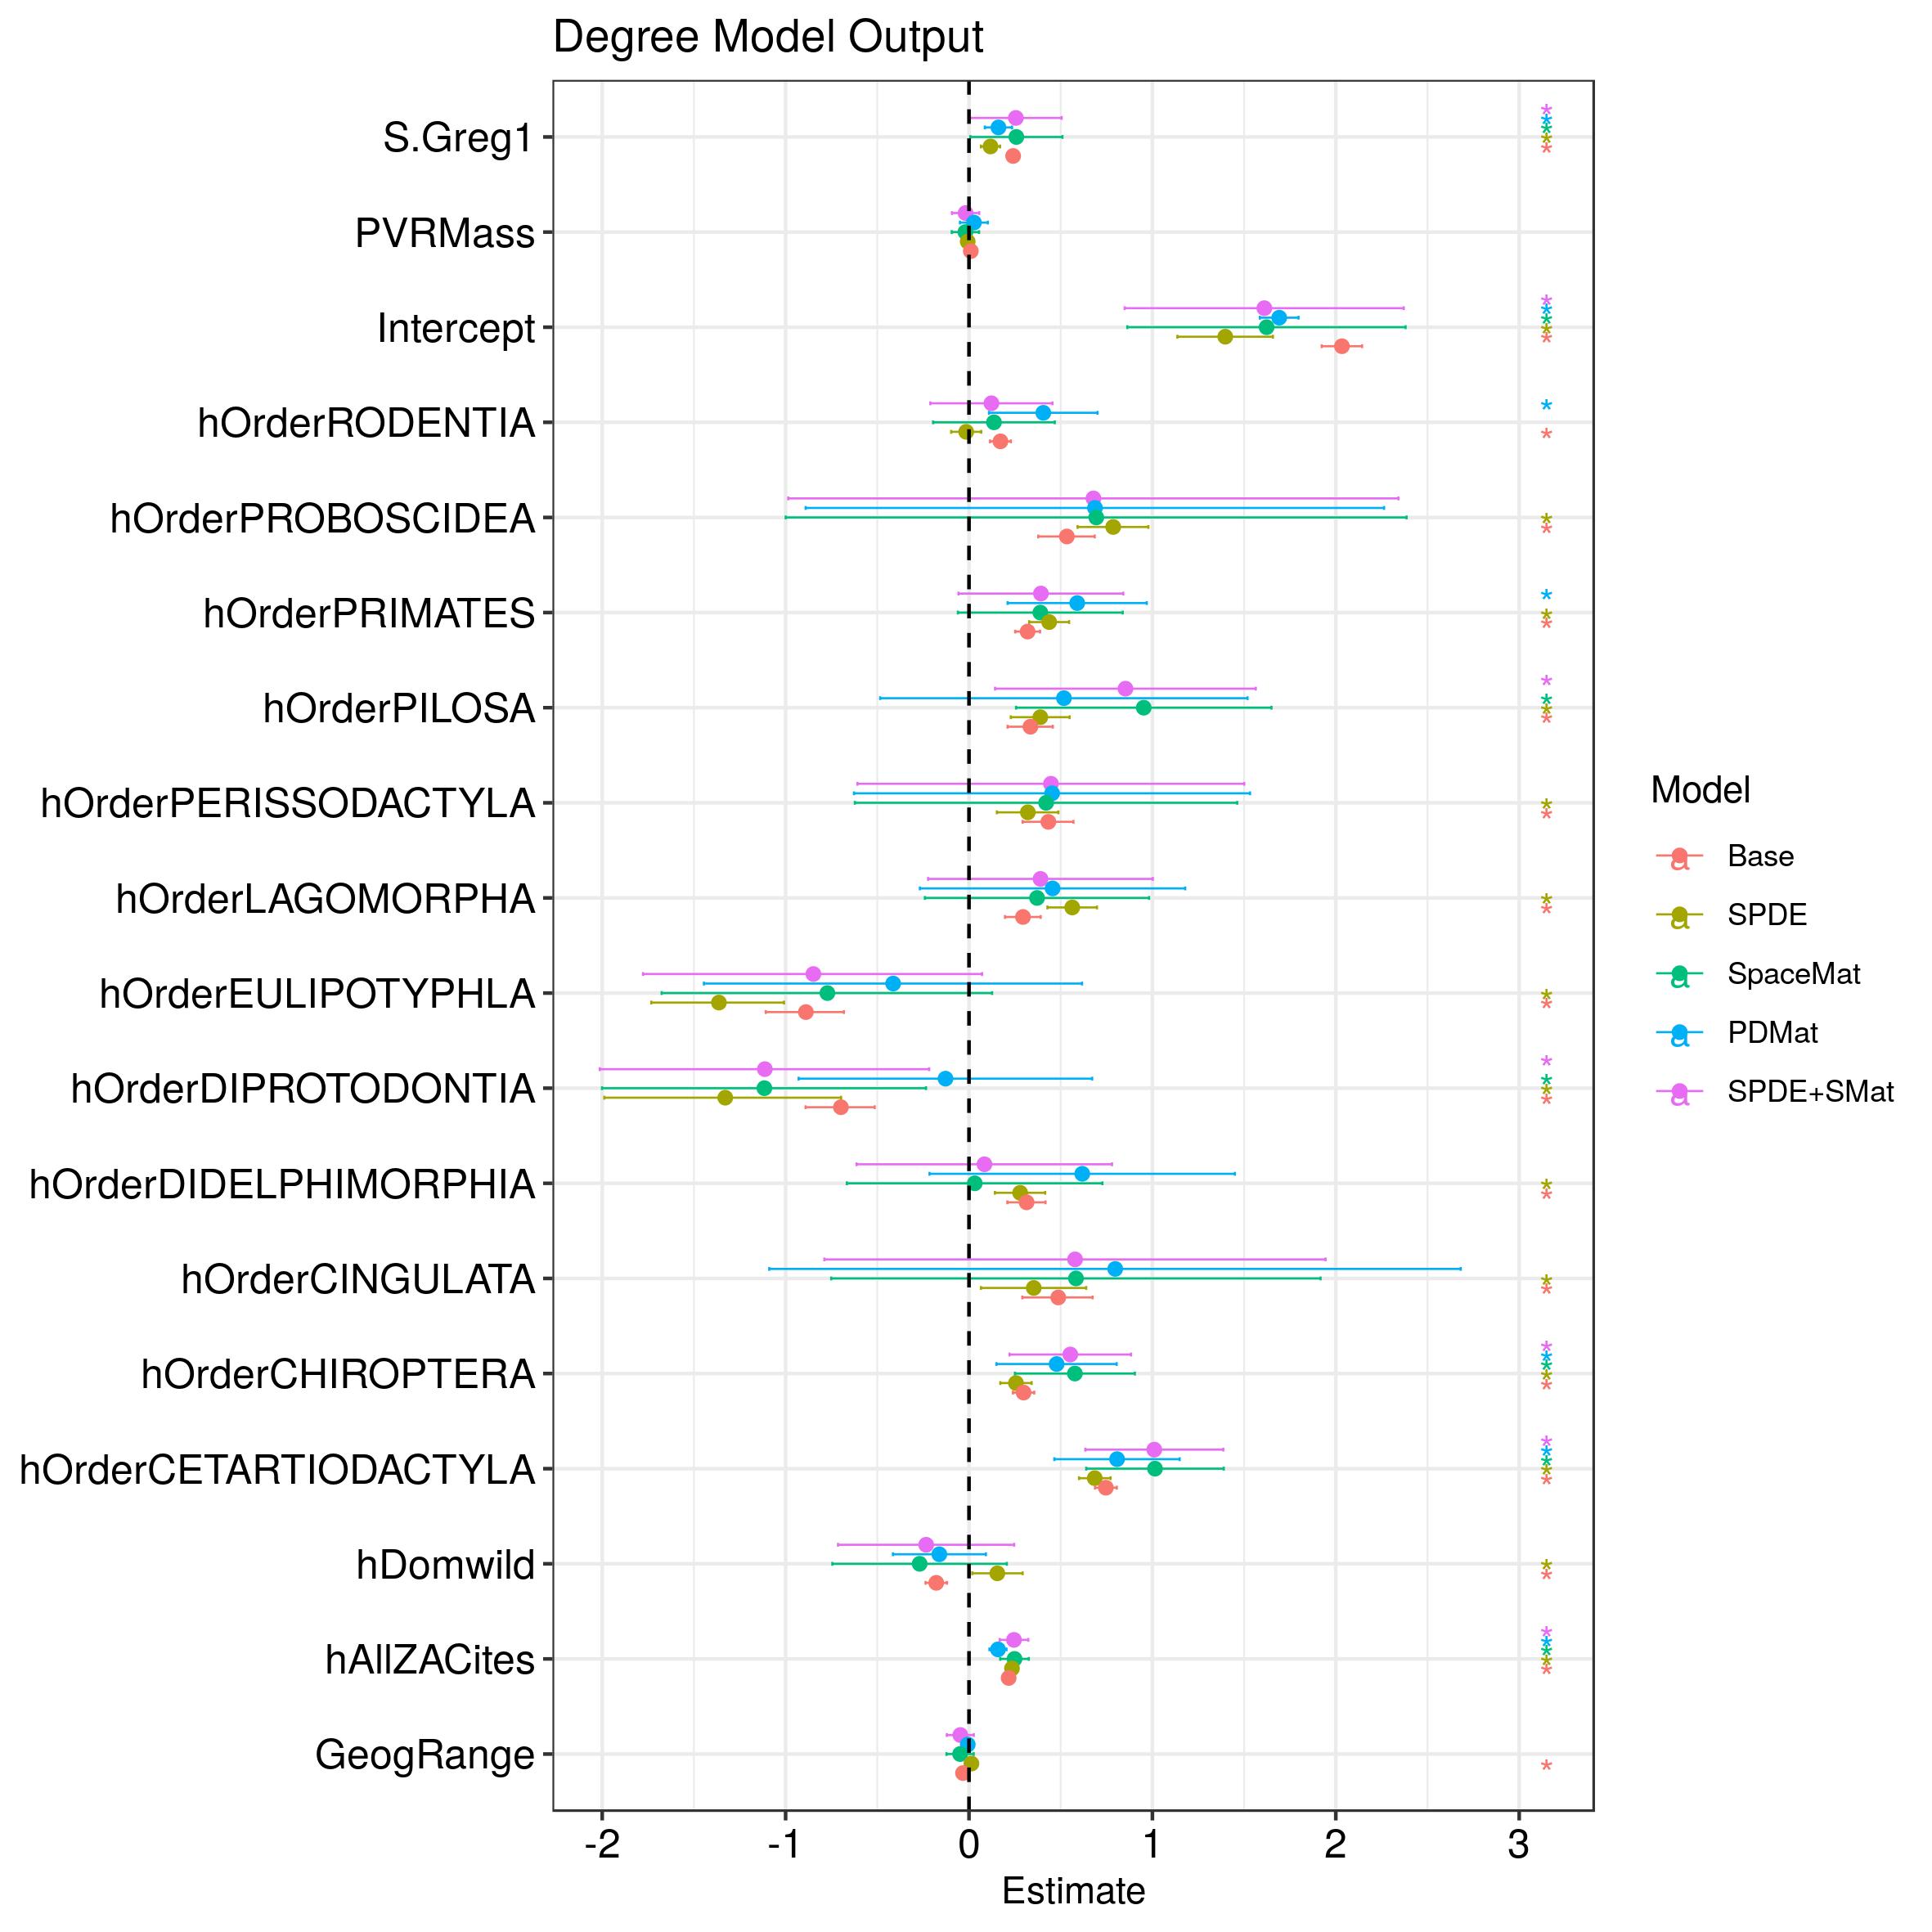 Degree Model Output
S.Greg1
PVRMass
Intercept
hOrderRODENTIA
hOrderPROBOSCIDEA
hOrderPRIMATES
hOrderPILOSA
hOrderPERISSODACTYLA
hOrderLAGOMORPHA
hOrderEULIPOTYPHLA
hOrderDIPROTODONTIA
hOrderDIDELPHIMORPHIA
hOrderCINGULATA
hOrderCHIROPTERA
hOrderCETARTIODACTYLA
hDomwild
hAllZACites
GeogRange
-2 -1 0 1 2 3
Estimate
Model
a Base
a SPDE
a SpaceMat
a PDMat
a SPDE+SMat